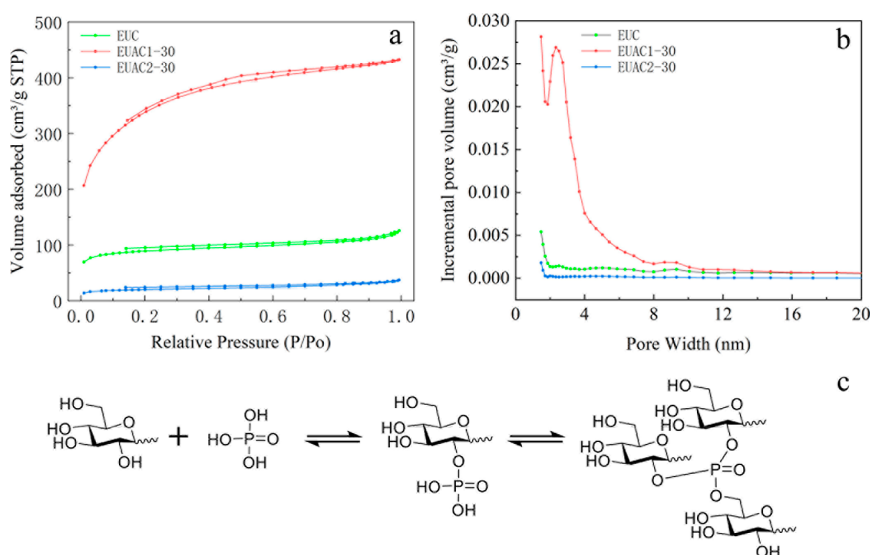 a
EUC
EUAC1-30
EUAC2-30
500
400
300
200
100
0
Volume adsorbed (cm³/g STP)
0.0 0.2 0.4 0.6 0.8 1.0
Relative Pressure (P/Po)
b
EUC
EUAC1-30
EUAC2-30
0.030
0.025
0.020
0.015
0.010
0.005
0.000
Incremental pore volume (cm³/g)
0 4 8 12 16 20
Pore Width (nm)
c
HO
HO
HO
O
OH
+
OH
HO-P=O
OH
HO
HO
HO
O
O
HO-P=O
OH
HO
HO
HO
O
O
HO
HO
HO
O
O
P=O
O
O
HO
HO
OH